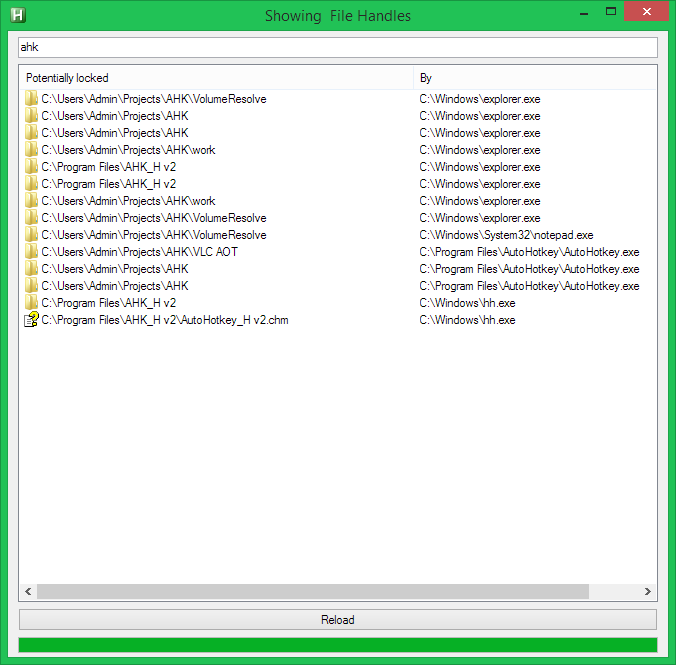 H
Showing File Handles
ahk
Potentially locked By
C:\Users\Admin\Projects\AHK\VolumeResolve C:\Windows\explorer.exe
C:\Users\Admin\Projects\AHK C:\Windows\explorer.exe
C:\Users\Admin\Projects\AHK C:\Windows\explorer.exe
C:\Users\Admin\Projects\AHK\work C:\Windows\explorer.exe
C:\Program Files\AHK_H v2 C:\Windows\explorer.exe
C:\Program Files\AHK_H v2 C:\Windows\explorer.exe
C:\Users\Admin\Projects\AHK\work C:\Windows\explorer.exe
C:\Users\Admin\Projects\AHK\VolumeResolve C:\Windows\explorer.exe
C:\Users\Admin\Projects\AHK\VolumeResolve C:\Windows\System32\notepad.exe
C:\Users\Admin\Projects\AHK\VLC AOT C:\Program Files\AutoHotkey\AutoHotkey.exe
C:\Users\Admin\Projects\AHK C:\Program Files\AutoHotkey\AutoHotkey.exe
C:\Users\Admin\Projects\AHK C:\Program Files\AutoHotkey\AutoHotkey.exe
C:\Program Files\AHK_H v2 C:\Windows\hh.exe
C:\Program Files\AHK_H v2\AutoHotkey_H v2.chm C:\Windows\hh.exe
Reload